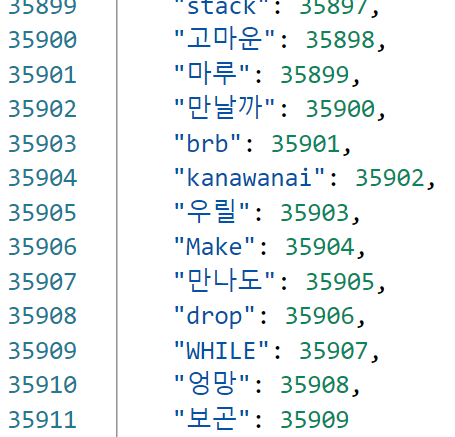 35899 "stack": 35897,
35900 "고마운": 35898,
35901 "마루": 35899,
35902 "만날까": 35900,
35903 "brb": 35901,
35904 "kanawanai": 35902,
35905 "우릴": 35903,
35906 "Make": 35904,
35907 "만나도": 35905,
35908 "drop": 35906,
35909 "WHILE": 35907,
35910 "엉망": 35908,
35911 "보곤": 35909